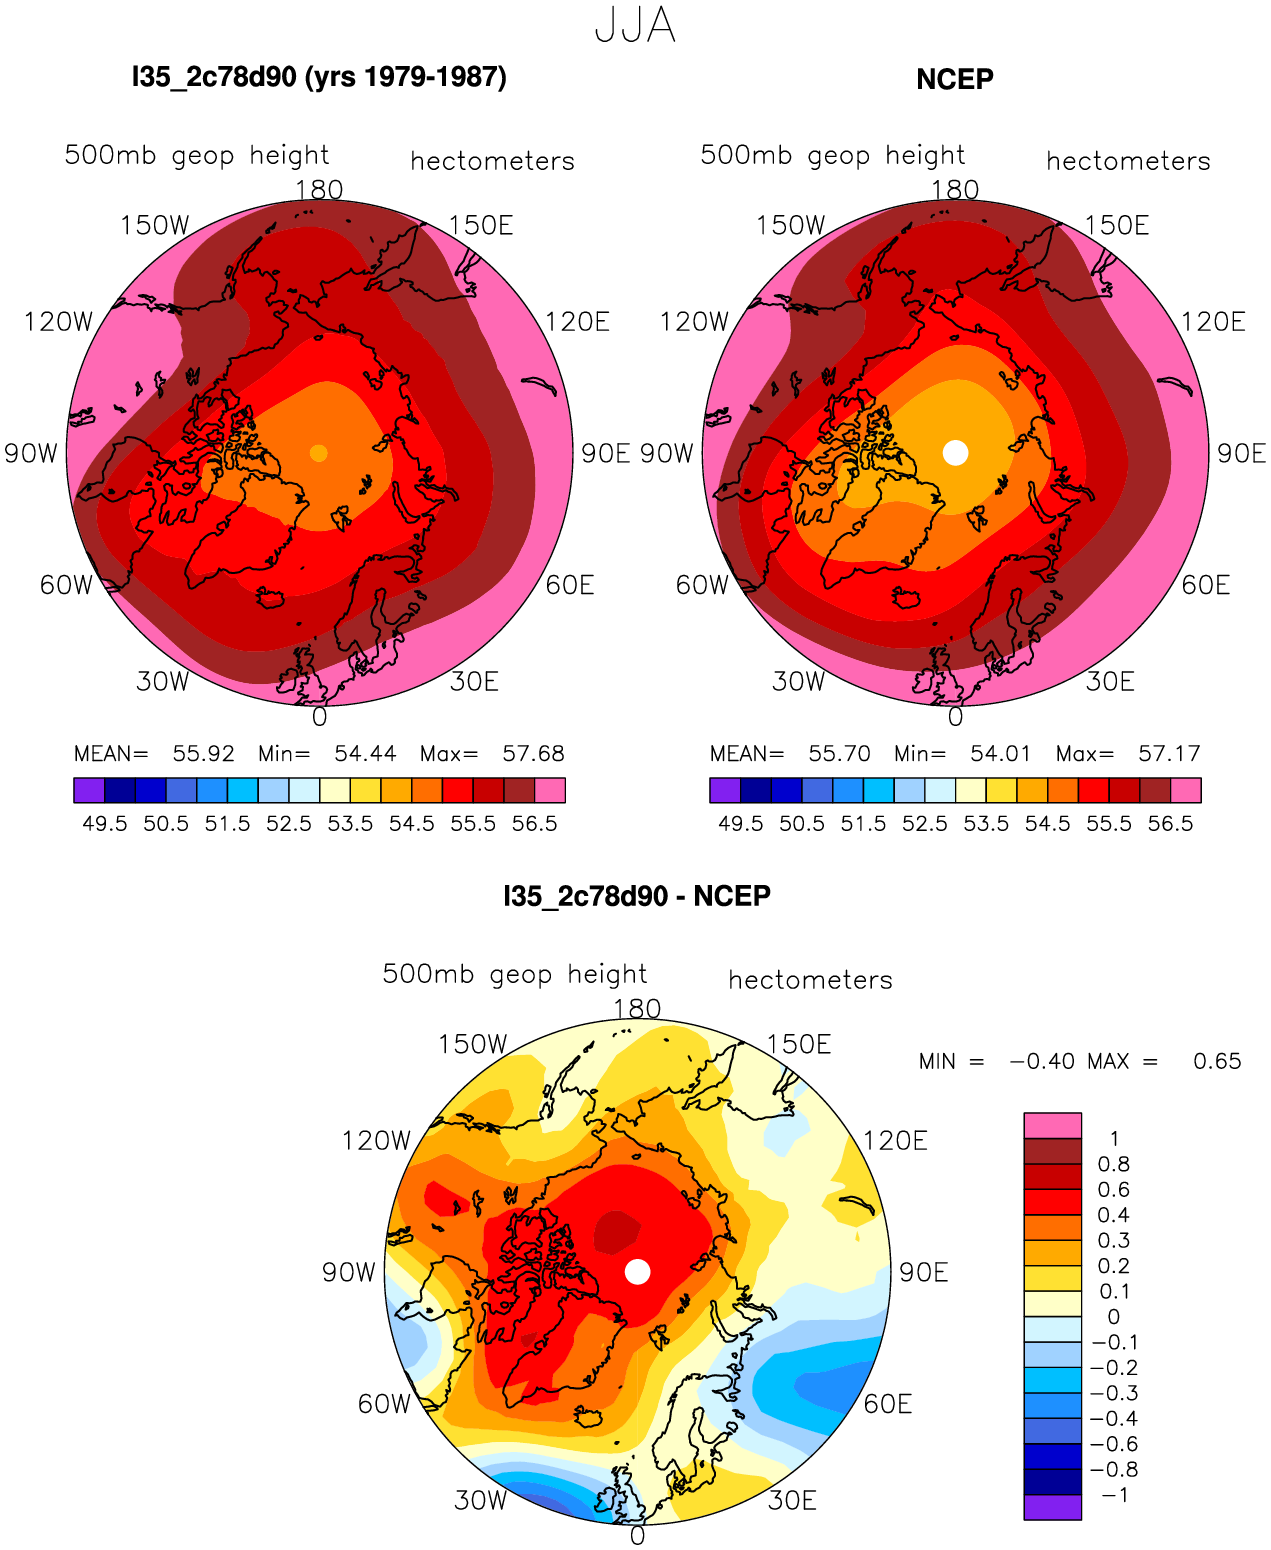 JJA
I35_2c78d90 (yrs 1979-1987)
NCEP
500mb geop height hectometers
500mb geop height hectometers
180
180
150W 150E
150W 150E
120W 120E
120W 120E
90W 90E
90W 90E
60W 60E
60W 60E
30W 30E
30W 30E
0
0
MEAN= 55.92 Min= 54.44 Max= 57.68
MEAN= 55.70 Min= 54.01 Max= 57.17
49.5 50.5 51.5 52.5 53.5 54.5 55.5 56.5
49.5 50.5 51.5 52.5 53.5 54.5 55.5 56.5
I35_2c78d90 - NCEP
500mb geop height hectometers
180
150W 150E
MIN = -0.40 MAX = 0.65
120W 120E
90W 90E
60W 60E
30W 30E
0
1
0.8
0.6
0.4
0.3
0.2
0.1
0
-0.1
-0.2
-0.3
-0.4
-0.6
-0.8
-1